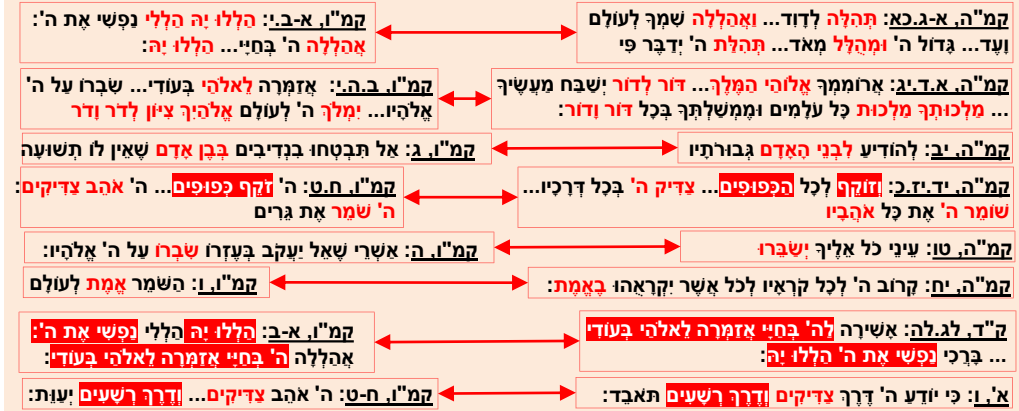 קמ"ה, א-ג.כא: תְּהִלָּה לְדָוִד... וַאֲהַלְלָה שִׁמְךָ לְעוֹלָם
וָעֶד... גָּדוֹל ה' וּמְהֻלָּל מְאֹד... תְּהִלַּת ה' יְדַבֶּר פִּי
קמ"ו, א-ב.י: הַלְלוּ יָהּ הַלְלִי נַפְשִׁי אֶת ה':
אֲהַלְלָה ה' בְּחַיָּי... הַלְלוּ יָהּ:
קמ"ה, א.ד.יג: אֲרוֹמִמְךָ אֱלוֹהַי הַמֶּלֶךְ... דּוֹר לְדוֹר יְשַׁבַּח מַעֲשֶׂיךָ
... מַלְכוּתְךָ מַלְכוּת כָּל עֹלָמִים וּמֶמְשַׁלְתְּךָ בְּכָל דּוֹר וָדוֹר:
קמ"ו, ב.ה.י: אֲזַמְּרָה לֵאלֹהַי בְּעוֹדִי... שִׂבְרוֹ עַל ה'
אֱלֹהָיו... יִמְלֹךְ ה' לְעוֹלָם אֱלֹהַיִךְ צִיּוֹן לְדֹר וָדֹר
קמ"ה, יב: לְהוֹדִיעַ לִבְנֵי הָאָדָם גְּבוּרֹתָיו
קמ"ו, ג: אַל תִּבְטְחוּ בִנְדִיבִים בְּבֶן אָדָם שֶׁאֵין לוֹ תְשׁוּעָה
קמ"ה, יד.יז.כ: וְזוֹקֵף לְכָל הַכְּפוּפִים... צַדִּיק ה' בְּכָל דְּרָכָיו...
שׁוֹמֵר ה' אֶת כָּל אֹהֲבָיו
קמ"ו, ח.ט: ה' זֹקֵף כְּפוּפִים... ה' אֹהֵב צַדִּיקִים:
ה' שֹׁמֵר אֶת גֵּרִים
קמ"ה, טו: עֵינֵי כֹל אֵלֶיךָ יְשַׂבֵּרוּ
קמ"ו, ה: אַשְׁרֵי שֶׁאֵל יַעֲקֹב בְּעֶזְרוֹ שִׂבְרוֹ עַל ה' אֱלֹהָיו:
קמ"ה, יח: קָרוֹב ה' לְכָל קֹרְאָיו לְכֹל אֲשֶׁר יִקְרָאֻהוּ בֶאֱמֶת:
קמ"ו, ו: הַשֹּׁמֵר אֱמֶת לְעוֹלָם
ק"ד, לג.לה: אָשִׁירָה לַה' בְּחַיָּי אֲזַמְּרָה לֵאלֹהַי בְּעוֹדִי
... בָּרְכִי נַפְשִׁי אֶת ה' הַלְלוּ יָהּ:
קמ"ו, א-ב: הַלְלוּ יָהּ הַלְלִי נַפְשִׁי אֶת ה':
אֲהַלְלָה ה' בְּחַיָּי אֲזַמְּרָה לֵאלֹהַי בְּעוֹדִי:
א', ו: כִּי יוֹדֵעַ ה' דֶּרֶךְ צַדִּיקִים וְדֶרֶךְ רְשָׁעִים תֹּאבֵד:
קמ"ו, ח-ט: ה' אֹהֵב צַדִּיקִים... וְדֶרֶךְ רְשָׁעִים יְעַוֵּת: